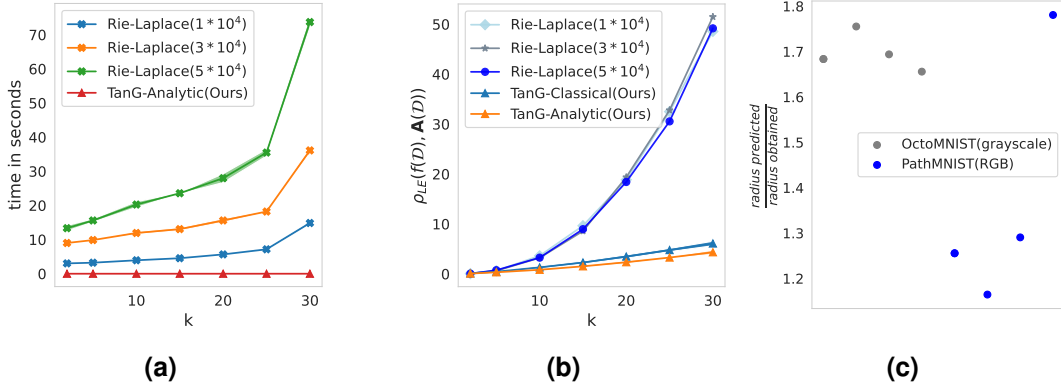 Rie-Laplace(1 * 10⁴)
Rie-Laplace(3 * 10⁴)
Rie-Laplace(5 * 10⁴)
TanG-Analytic(Ours)
time in seconds
70
60
50
40
30
20
10
0
10
20
30
k
(a)
Rie-Laplace(1 * 10⁴)
Rie-Laplace(3 * 10⁴)
Rie-Laplace(5 * 10⁴)
TanG-Classical(Ours)
TanG-Analytic(Ours)
ρ_LE(f(𝒟), A(𝒟))
50
40
30
20
10
0
10
20
30
k
(b)
radius predicted
radius obtained
1.8
1.7
1.6
1.5
1.4
1.3
1.2
OctoMNIST(grayscale)
PathMNIST(RGB)
(c)